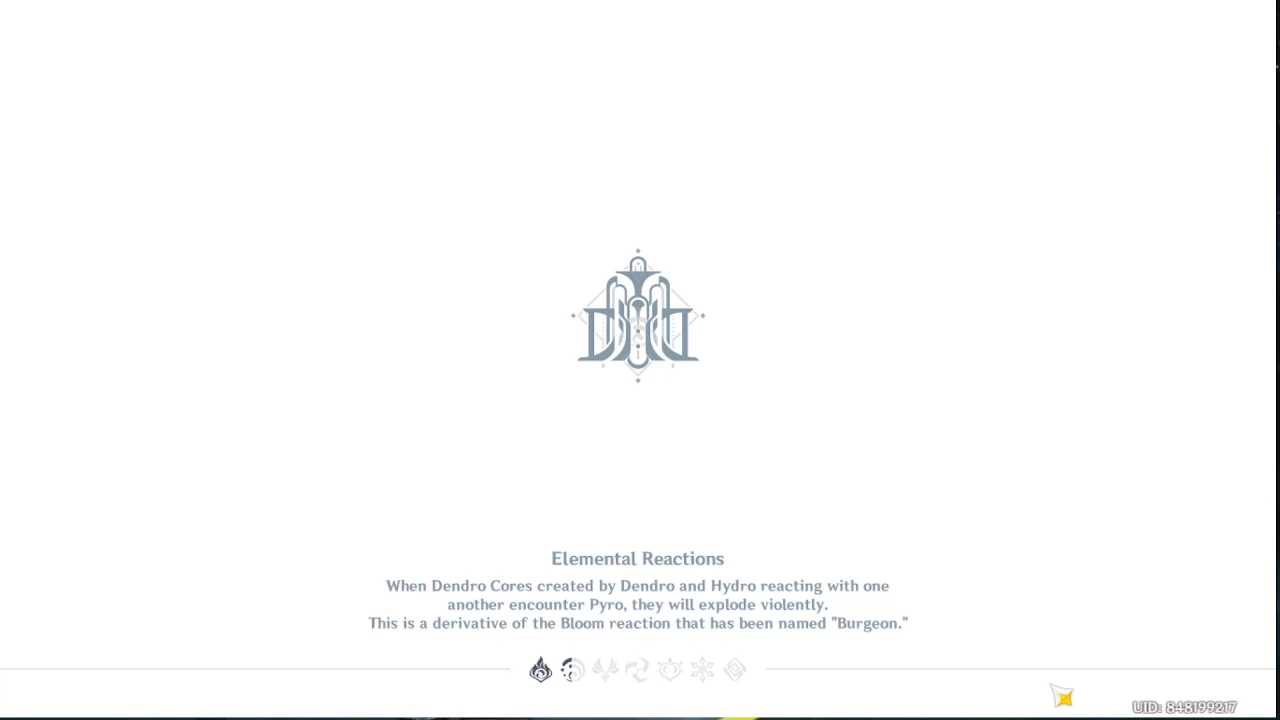 Elemental Reactions
When Dendro Cores created by Dendro and Hydro reacting with one
another encounter Pyro, they will explode violently.
This is a derivative of the Bloom reaction that has been named "Burgeon."
UID: 848199217